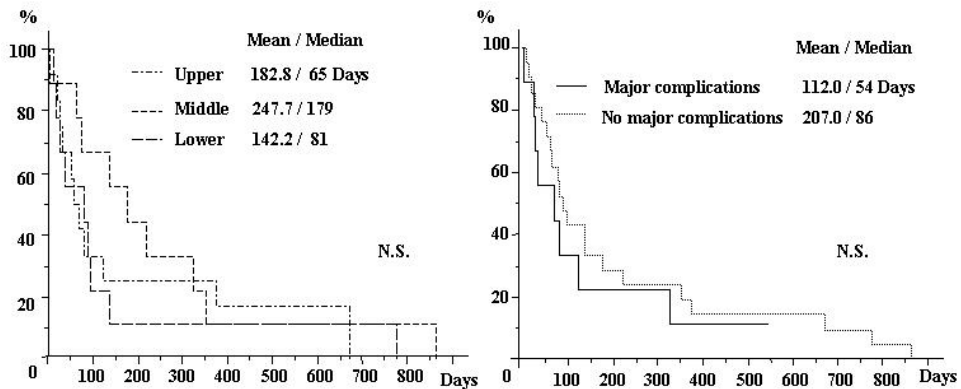 %
Mean / Median
Upper 182.8 / 65 Days
Middle 247.7 / 179
Lower 142.2 / 81
N.S.
100
80
60
40
20
0
0 100 200 300 400 500 600 700 800 Days
%
Mean / Median
Major complications 112.0 / 54 Days
No major complications 207.0 / 86
N.S.
100
80
60
40
20
0
100 200 300 400 500 600 700 800 Days